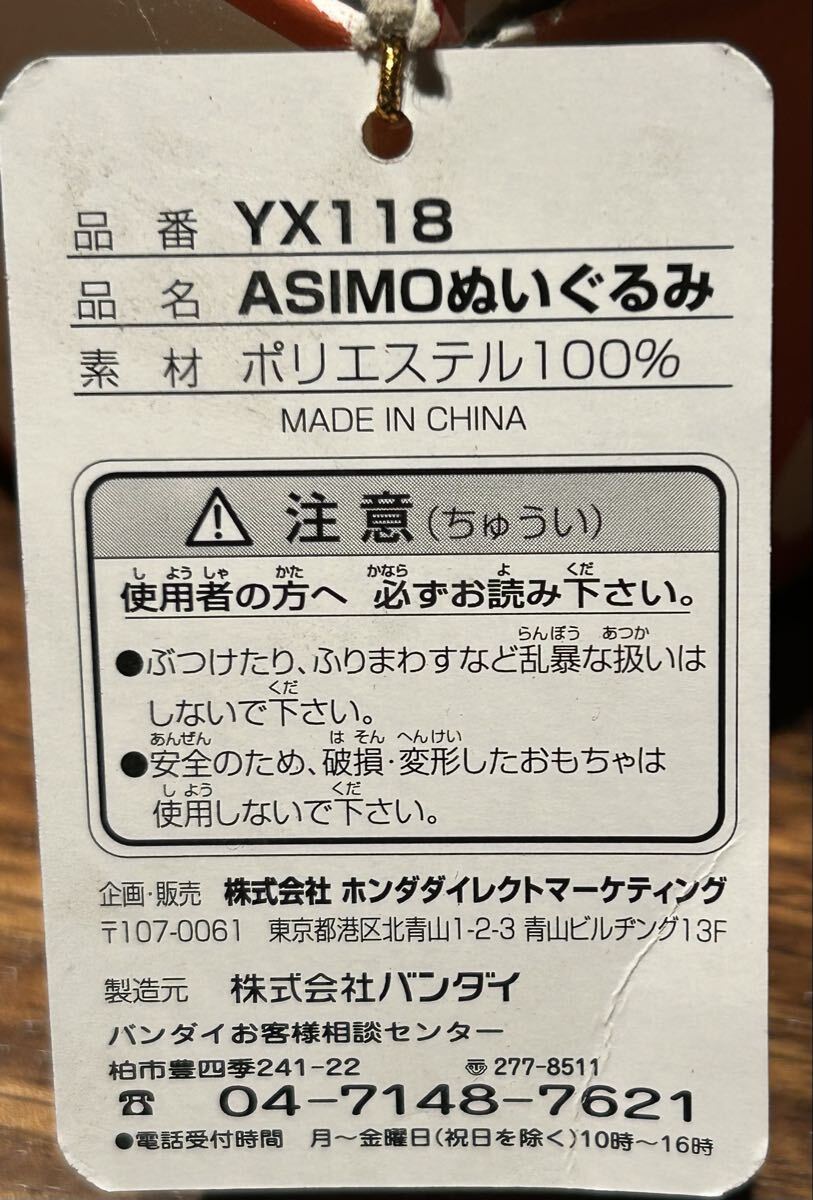 品 番 YX118
品 名 ASIMOぬいぐるみ
素 材 ポリエステル100%
MADE IN CHINA
注意(ちゅうい)
し よう しゃ かた かなら よ くだ
使用者の方へ 必ずお読み下さい。
らんぼう あつか
●ぶつけたり、ふりまわすなど乱暴な扱いは
くだ
しないで下さい。
あんぜん は そん へんけい
●安全のため、破損・変形したおもちゃは
し よう くだ
使用しないで下さい。
企画・販売 株式会社 ホンダダイレクトマーケティング
〒107-0061 東京都港区北青山1-2-3 青山ビルヂング13F
製造元 株式会社バンダイ
バンダイお客様相談センター
柏市豊四季241-22 〠277-8511
☎ 04-7148-7621
●電話受付時間 月〜金曜日(祝日を除く)10時〜16時